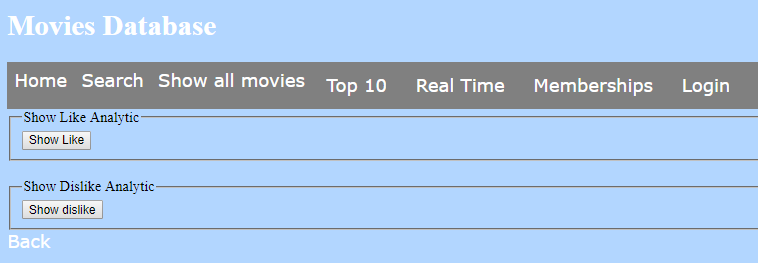 Movies Database
Home Search Show all movies Top 10 Real Time Memberships Login
Show Like Analytic
Show Like
Show Dislike Analytic
Show dislike
Back